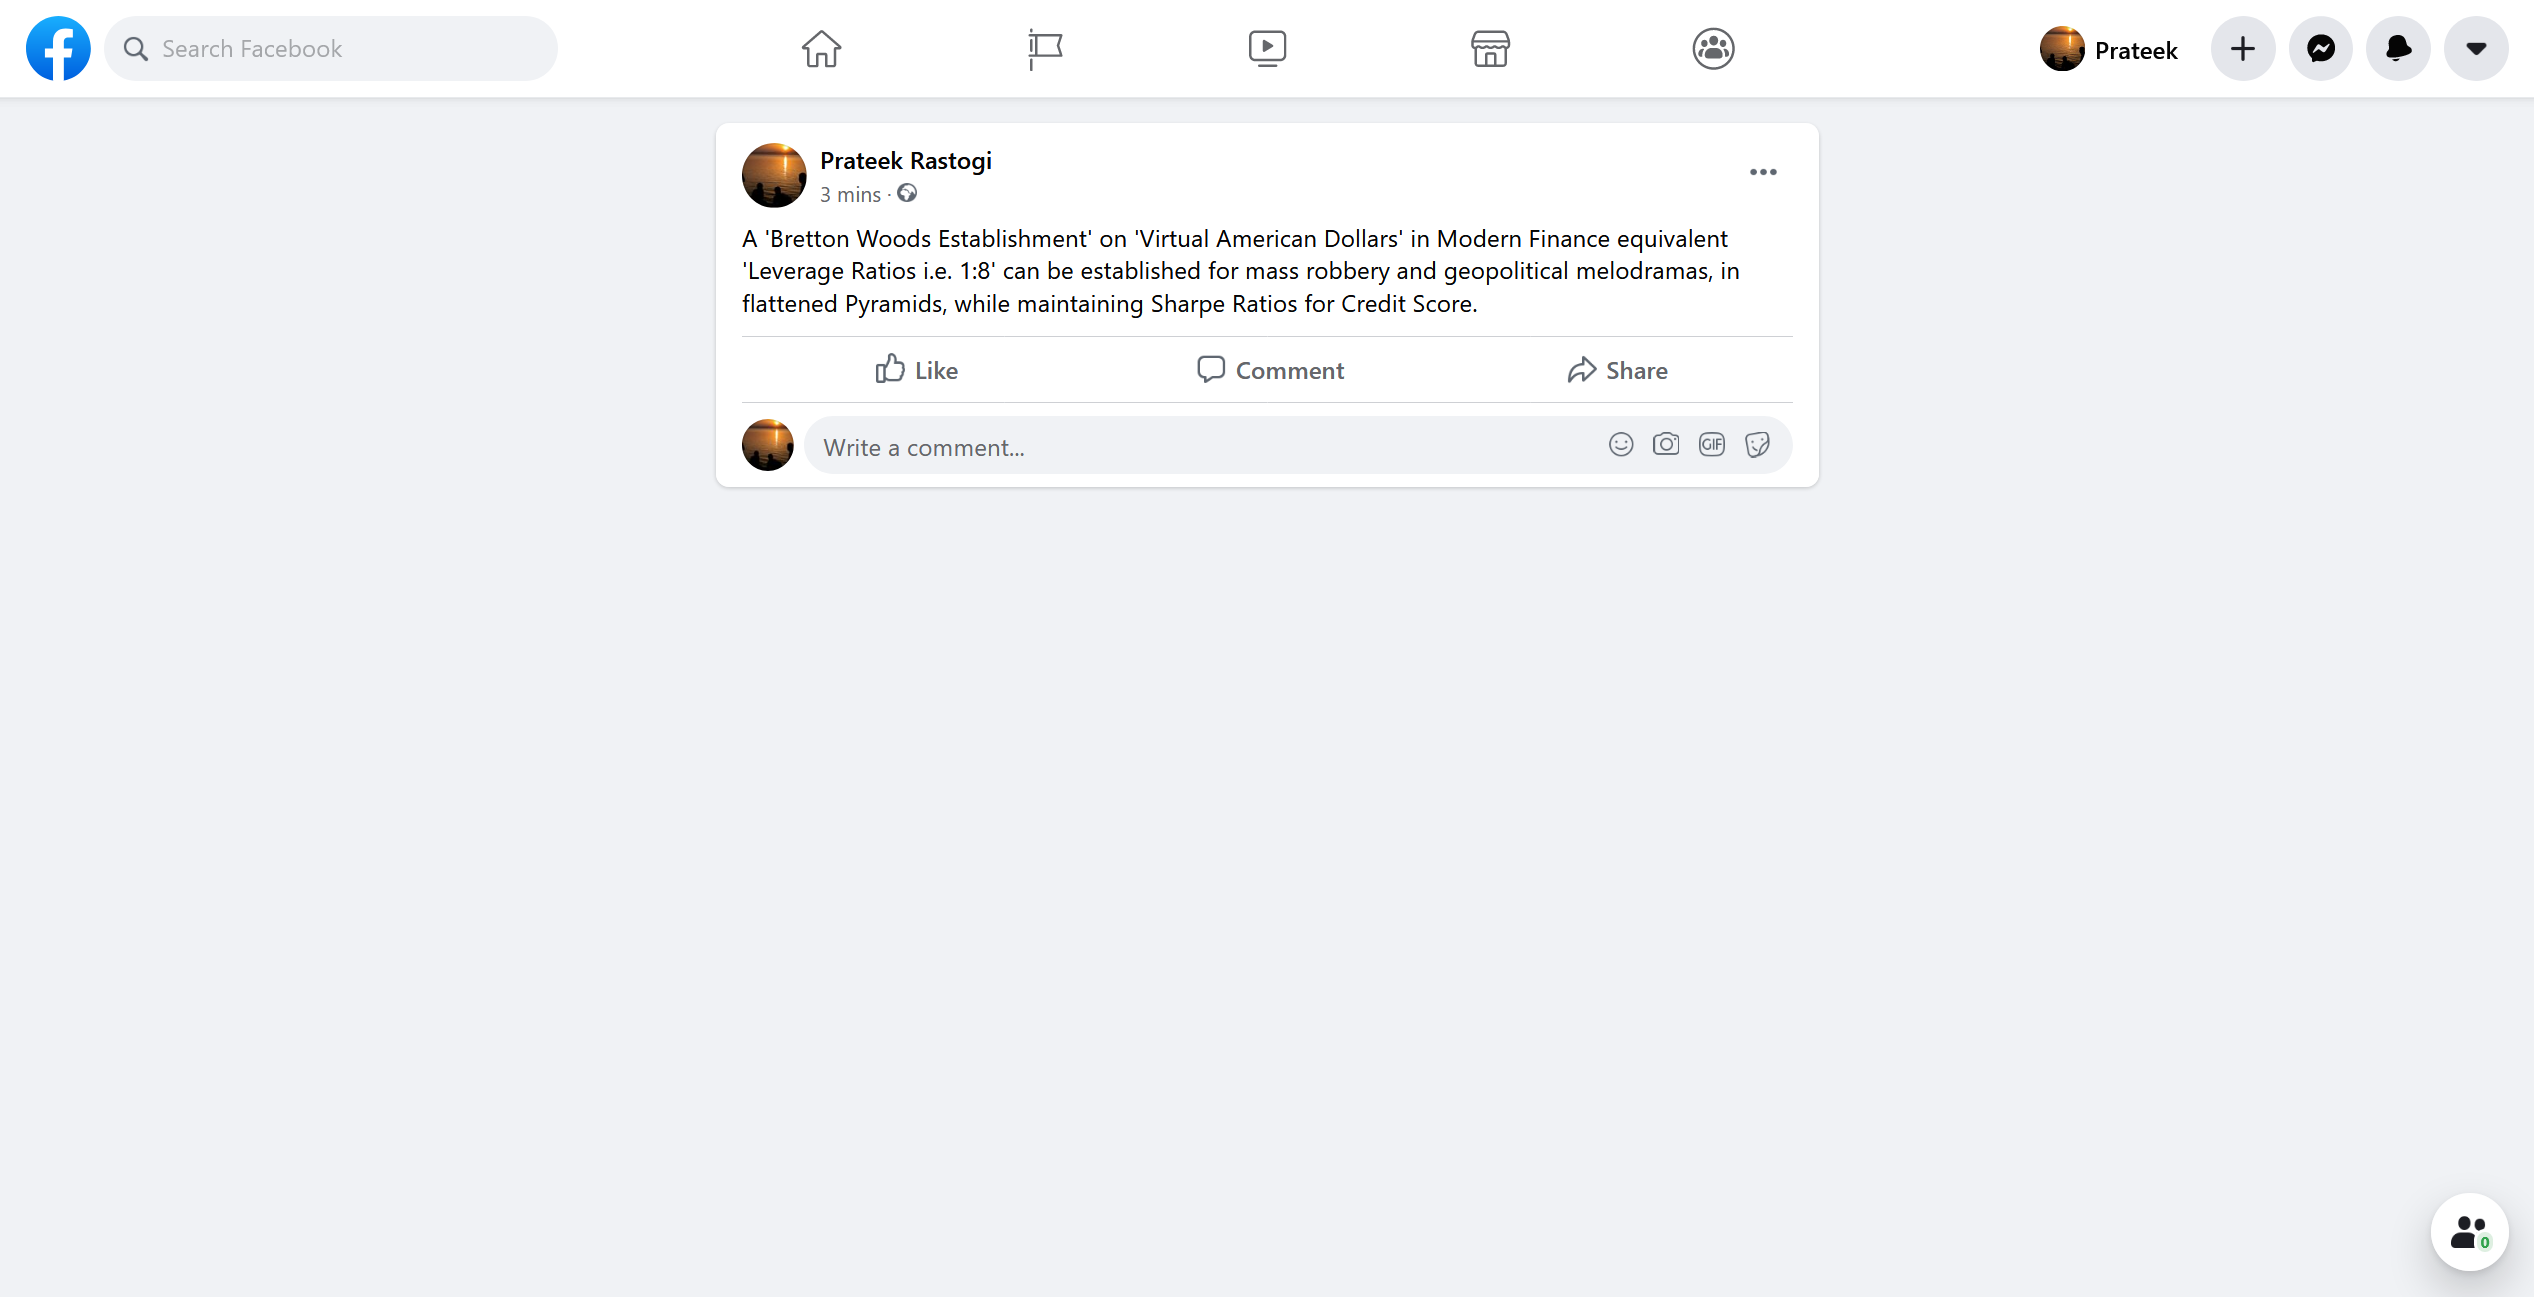 Search Facebook
Prateek
Prateek Rastogi
3 mins ·
A 'Bretton Woods Establishment' on 'Virtual American Dollars' in Modern Finance equivalent
'Leverage Ratios i.e. 1:8' can be established for mass robbery and geopolitical melodramas, in
flattened Pyramids, while maintaining Sharpe Ratios for Credit Score.
Like
Comment
Share
Write a comment...
GIF
0